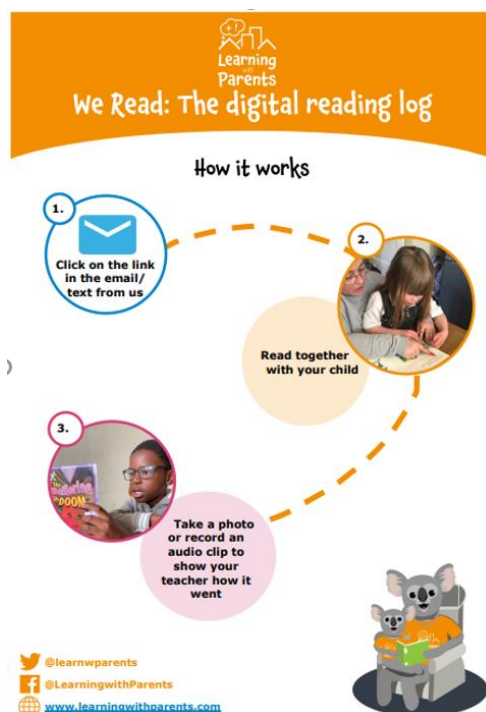 Learning
with
Parents
We Read: The digital reading log
How it works
1.
Click on the link
in the email/
text from us
2.
Read together
with your child
3.
Take a photo
or record an
audio clip to
show your
teacher how it
went
@learnwparents
@LearningwithParents
www.learningwithparents.com